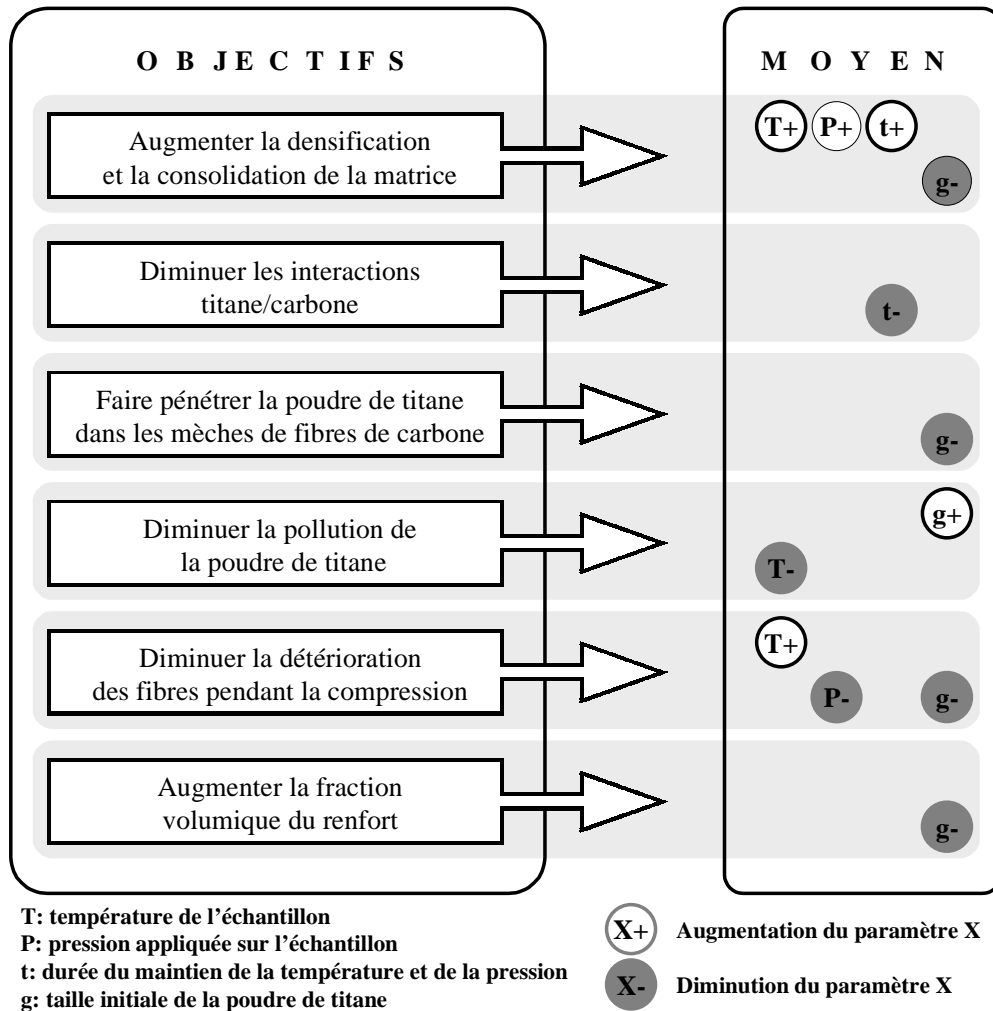 O B J E C T I F S
M O Y E N
Augmenter la densification
et la consolidation de la matrice
T+ P+ t+
g-
Diminuer les interactions
titane/carbone
t-
Faire pénétrer la poudre de titane
dans les mèches de fibres de carbone
g-
Diminuer la pollution de
la poudre de titane
g+
T-
Diminuer la détérioration
des fibres pendant la compression
T+
P- g-
Augmenter la fraction
volumique du renfort
g-
T: température de l’échantillon
P: pression appliquée sur l’échantillon
t: durée du maintien de la température et de la pression
g: taille initiale de la poudre de titane
X+ Augmentation du paramètre X
X- Diminution du paramètre X